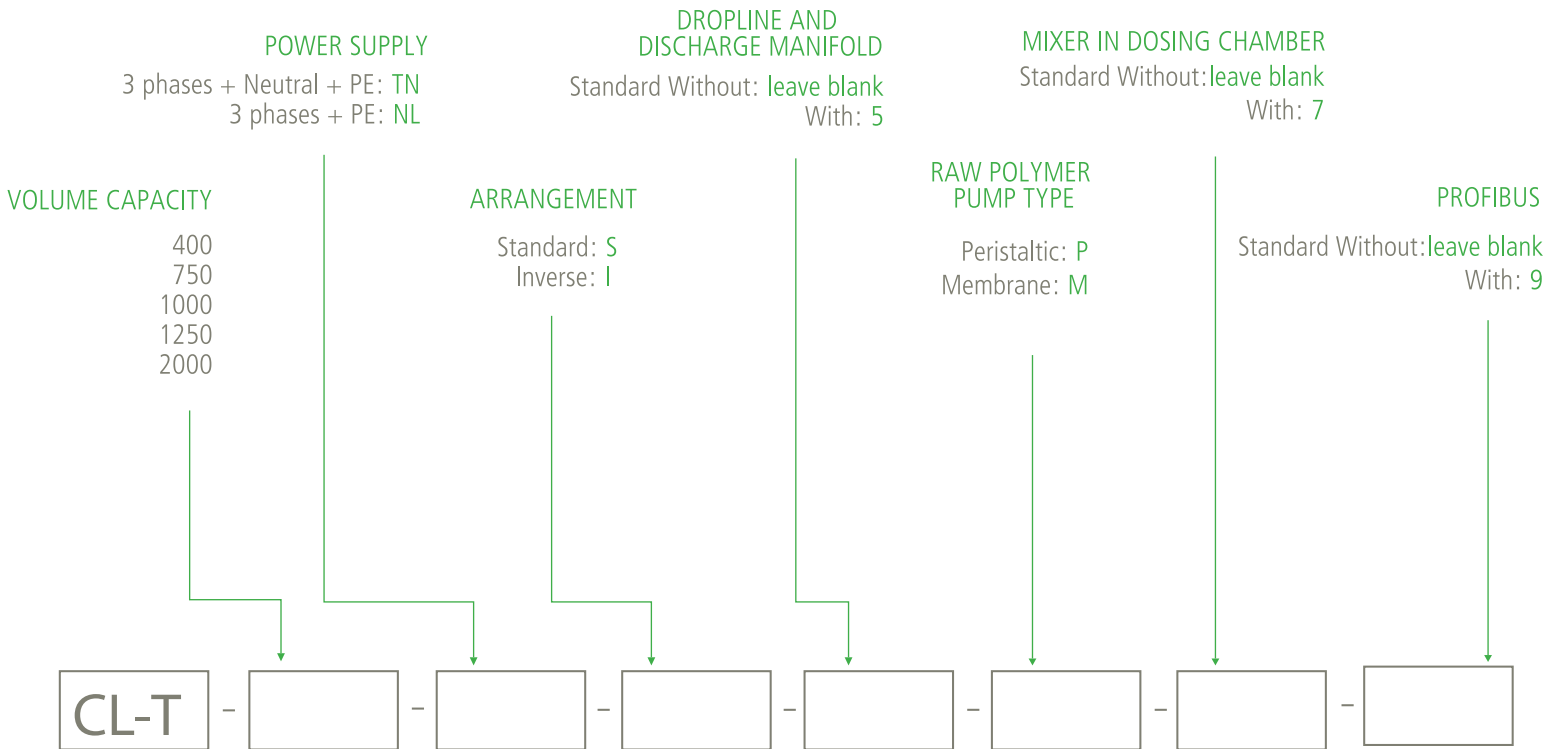 VOLUME CAPACITY
400
750
1000
1250
2000
POWER SUPPLY
3 phases + Neutral + PE: TN
3 phases + PE: NL
ARRANGEMENT
Standard: S
Inverse: I
DROPLINE AND
DISCHARGE MANIFOLD
Standard Without: leave blank
With: 5
RAW POLYMER
PUMP TYPE
Peristaltic: P
Membrane: M
MIXER IN DOSING CHAMBER
Standard Without:leave blank
With: 7
PROFIBUS
Standard Without:leave blank
With: 9
CL-T - - - - - - -